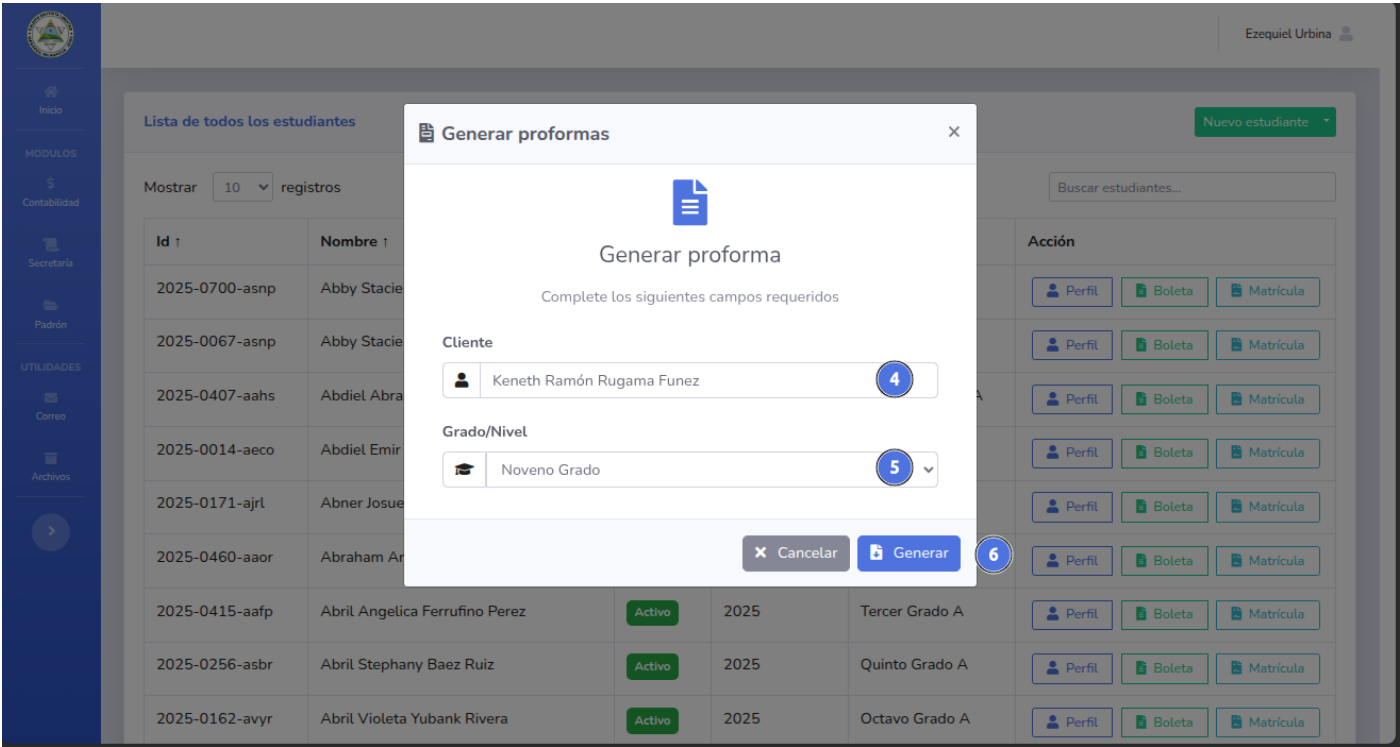 Ezequiel Urbina
Inicio
MODULOS
$
Contabilidad
Secretaría
Padrón
UTILIDADES
Correo
Archivos
Lista de todos los estudiantes
Nuevo estudiante
Mostrar 10 registros
Buscar estudiantes...
Id ↑ Nombre ↑ Acción
2025-0700-asnp Abby Stacie Perfil Boleta Matrícula
2025-0067-asnp Abby Stacie Perfil Boleta Matrícula
2025-0407-aahs Abdiel Abra A Perfil Boleta Matrícula
2025-0014-aeco Abdiel Emir Perfil Boleta Matrícula
2025-0171-ajrl Abner Josue Perfil Boleta Matrícula
2025-0460-aaor Abraham Ar Perfil Boleta Matrícula
2025-0415-aafp Abril Angelica Ferrufino Perez Activo 2025 Tercer Grado A Perfil Boleta Matrícula
2025-0256-asbr Abril Stephany Baez Ruiz Activo 2025 Quinto Grado A Perfil Boleta Matrícula
2025-0162-avyr Abril Violeta Yubank Rivera Activo 2025 Octavo Grado A Perfil Boleta Matrícula
Generar proformas ×
Generar proforma
Complete los siguientes campos requeridos
Cliente
Keneth Ramón Rugama Funez 4
Grado/Nivel
Noveno Grado 5
× Cancelar Generar 6